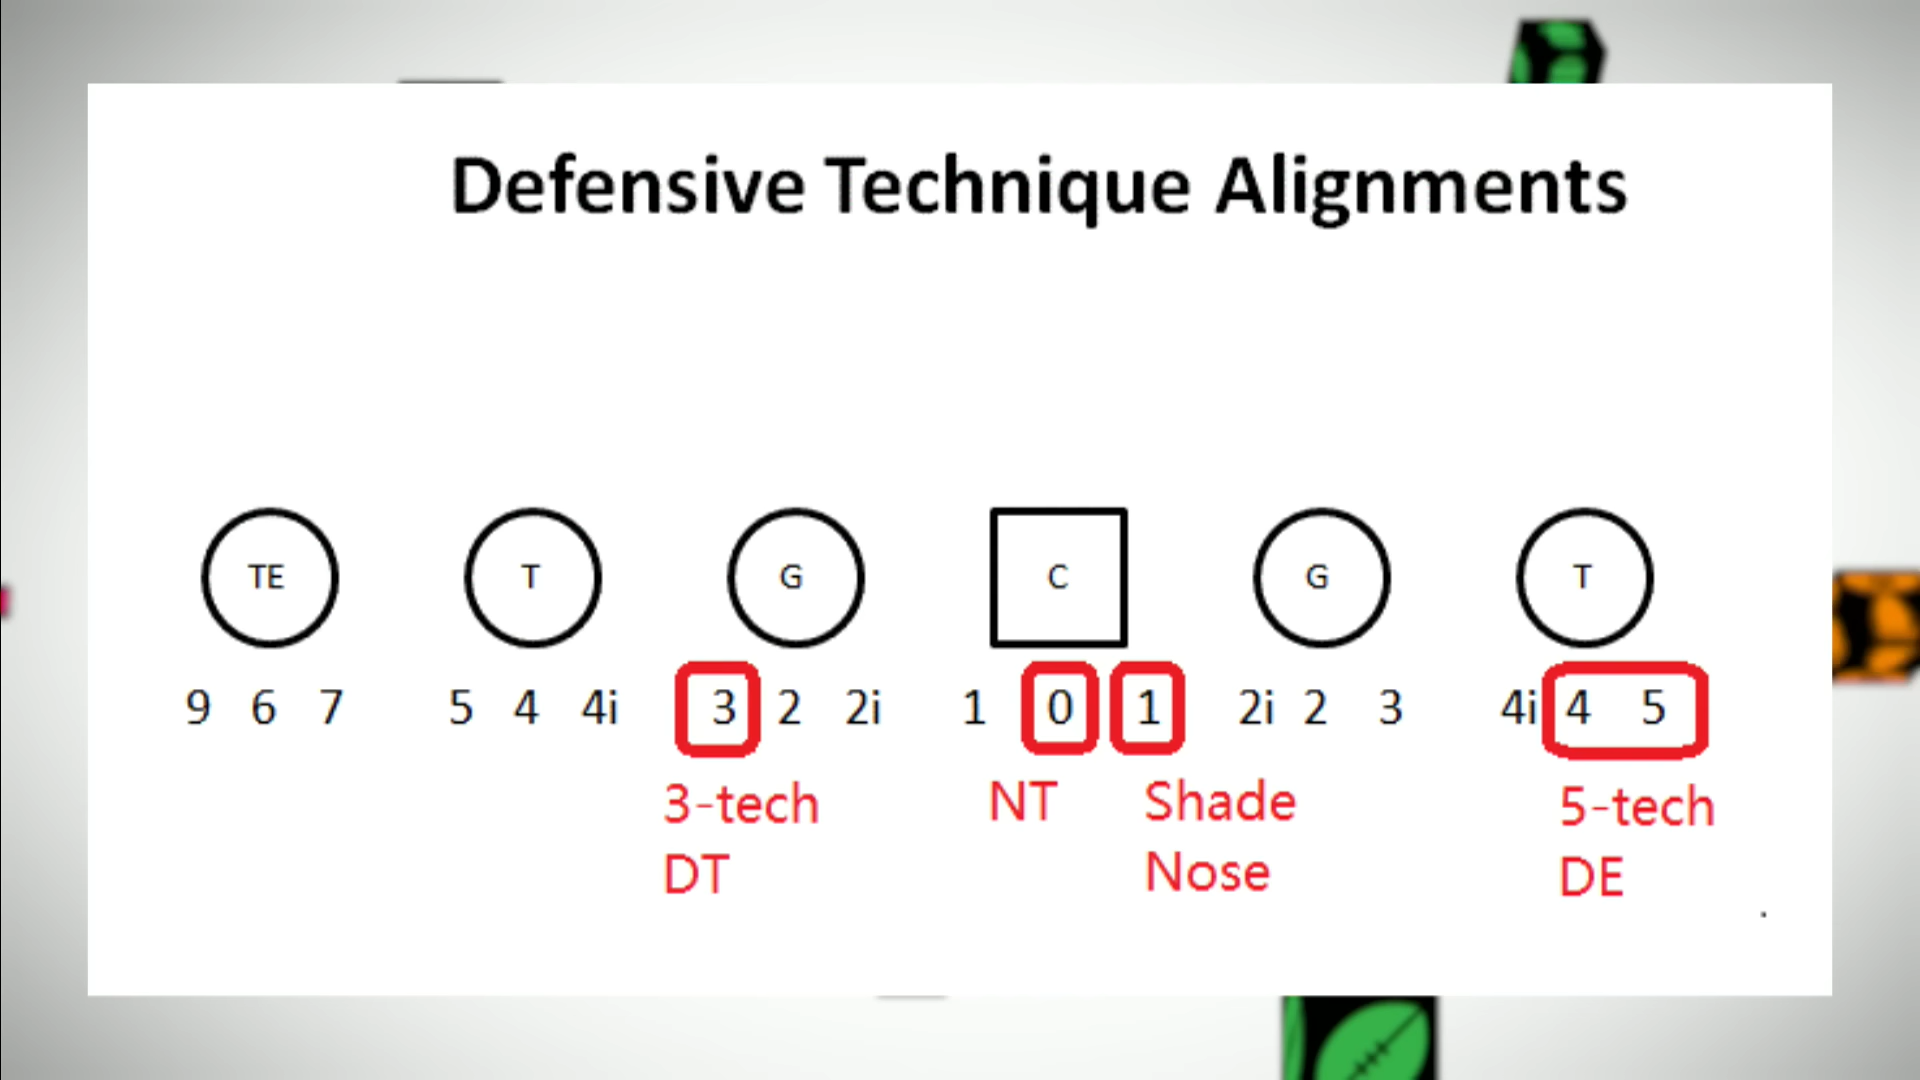 Defensive Technique Alignments
TE T G C G T
9 6 7 5 4 4i 3 2 2i 1 0 1 2i 2 3 4i 4 5
3-tech NT Shade 5-tech
DT Nose DE